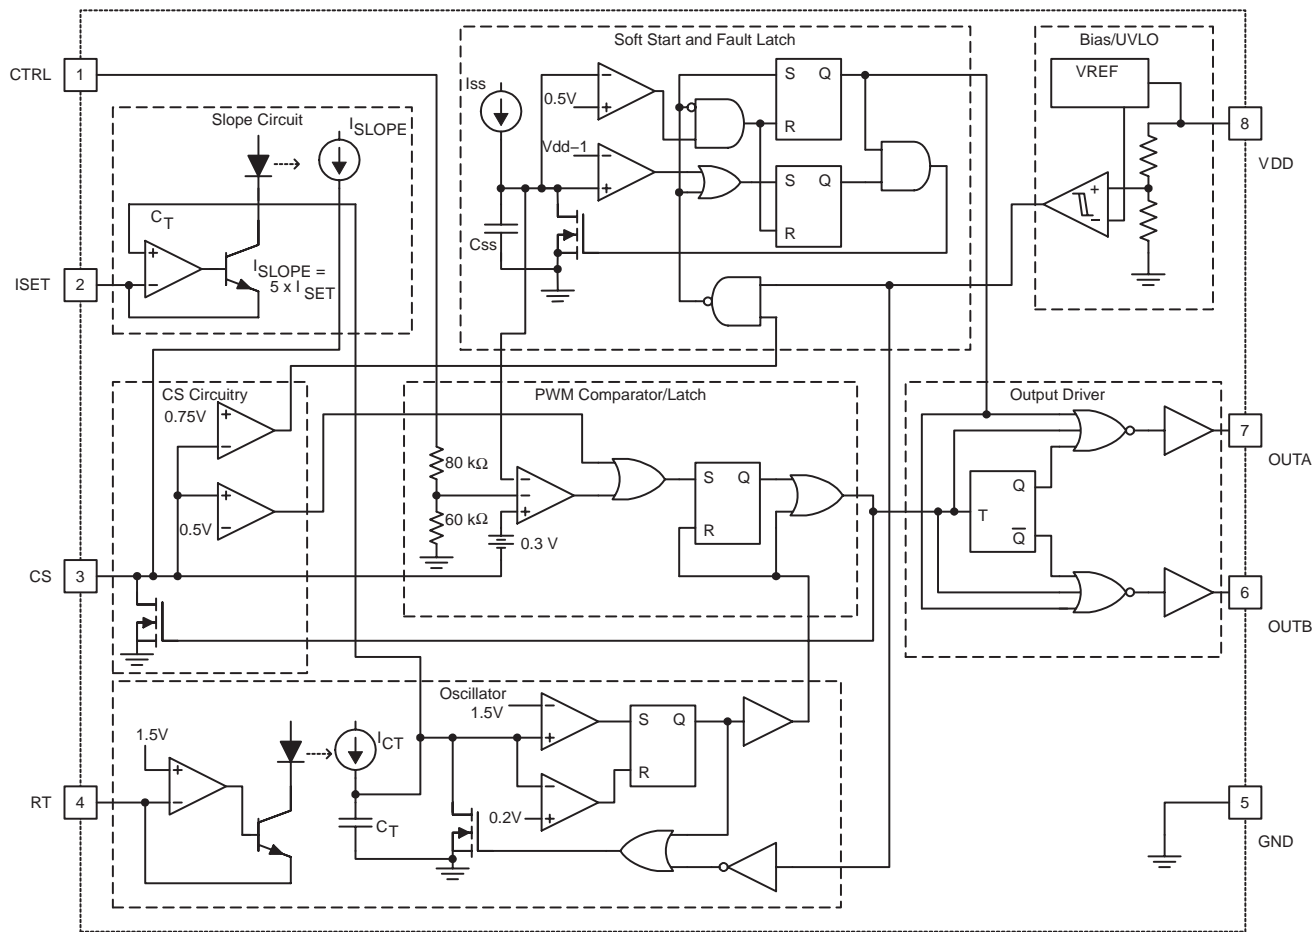 Soft Start and Fault Latch
Bias/UVLO
CTRL
1
Iss
S
Q
VREF
0.5V
R
Slope Circuit
ISLOPE
8
VDD
Vdd–1
S
Q
R
CT
Css
ISLOPE =
5 x ISET
ISET
2
CS Circuitry
0.75V
PWM Comparator/Latch
Output Driver
7
OUTA
80 kΩ
S
Q
Q
0.5V
60 kΩ
R
T
Q
0.3 V
CS
3
6
OUTB
Oscillator
1.5V
S
Q
1.5V
ICT
R
RT
4
0.2V
CT
5
GND
+
–
+
–
–
+
–
+
+
–
+
–
+
–
–
–
+
+
–
–
+
–
+